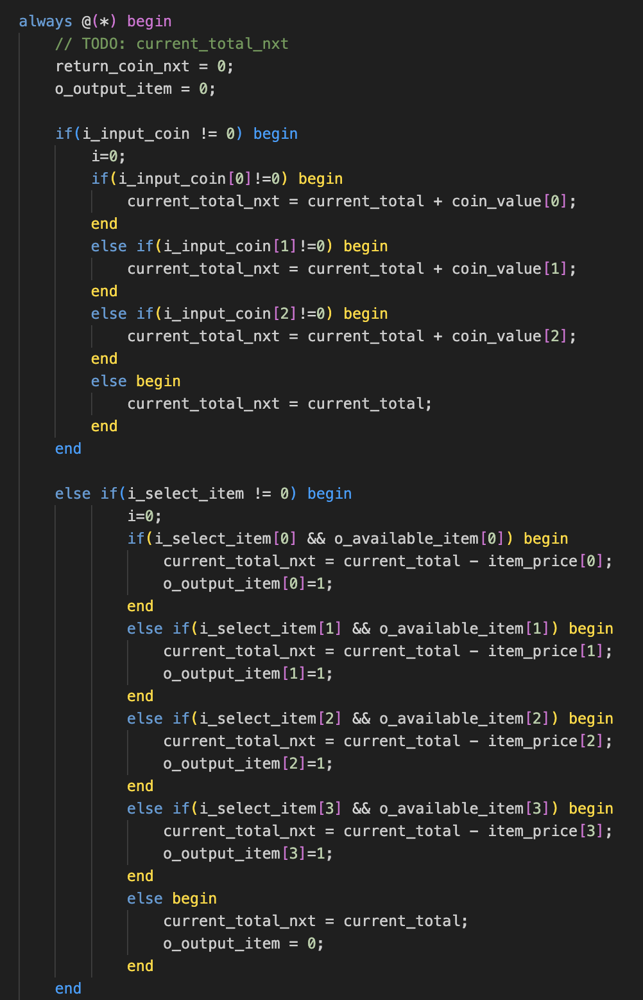 always @(*) begin
    // TODO: current_total_nxt
    return_coin_nxt = 0;
    o_output_item = 0;

    if(i_input_coin != 0) begin
        i=0;
        if(i_input_coin[0]!=0) begin
            current_total_nxt = current_total + coin_value[0];
        end
        else if(i_input_coin[1]!=0) begin
            current_total_nxt = current_total + coin_value[1];
        end
        else if(i_input_coin[2]!=0) begin
            current_total_nxt = current_total + coin_value[2];
        end
        else begin
            current_total_nxt = current_total;
        end
    end

    else if(i_select_item != 0) begin
            i=0;
            if(i_select_item[0] && o_available_item[0]) begin
                current_total_nxt = current_total - item_price[0];
                o_output_item[0]=1;
            end
            else if(i_select_item[1] && o_available_item[1]) begin
                current_total_nxt = current_total - item_price[1];
                o_output_item[1]=1;
            end
            else if(i_select_item[2] && o_available_item[2]) begin
                current_total_nxt = current_total - item_price[2];
                o_output_item[2]=1;
            end
            else if(i_select_item[3] && o_available_item[3]) begin
                current_total_nxt = current_total - item_price[3];
                o_output_item[3]=1;
            end
            else begin
                current_total_nxt = current_total;
                o_output_item = 0;
            end
    end